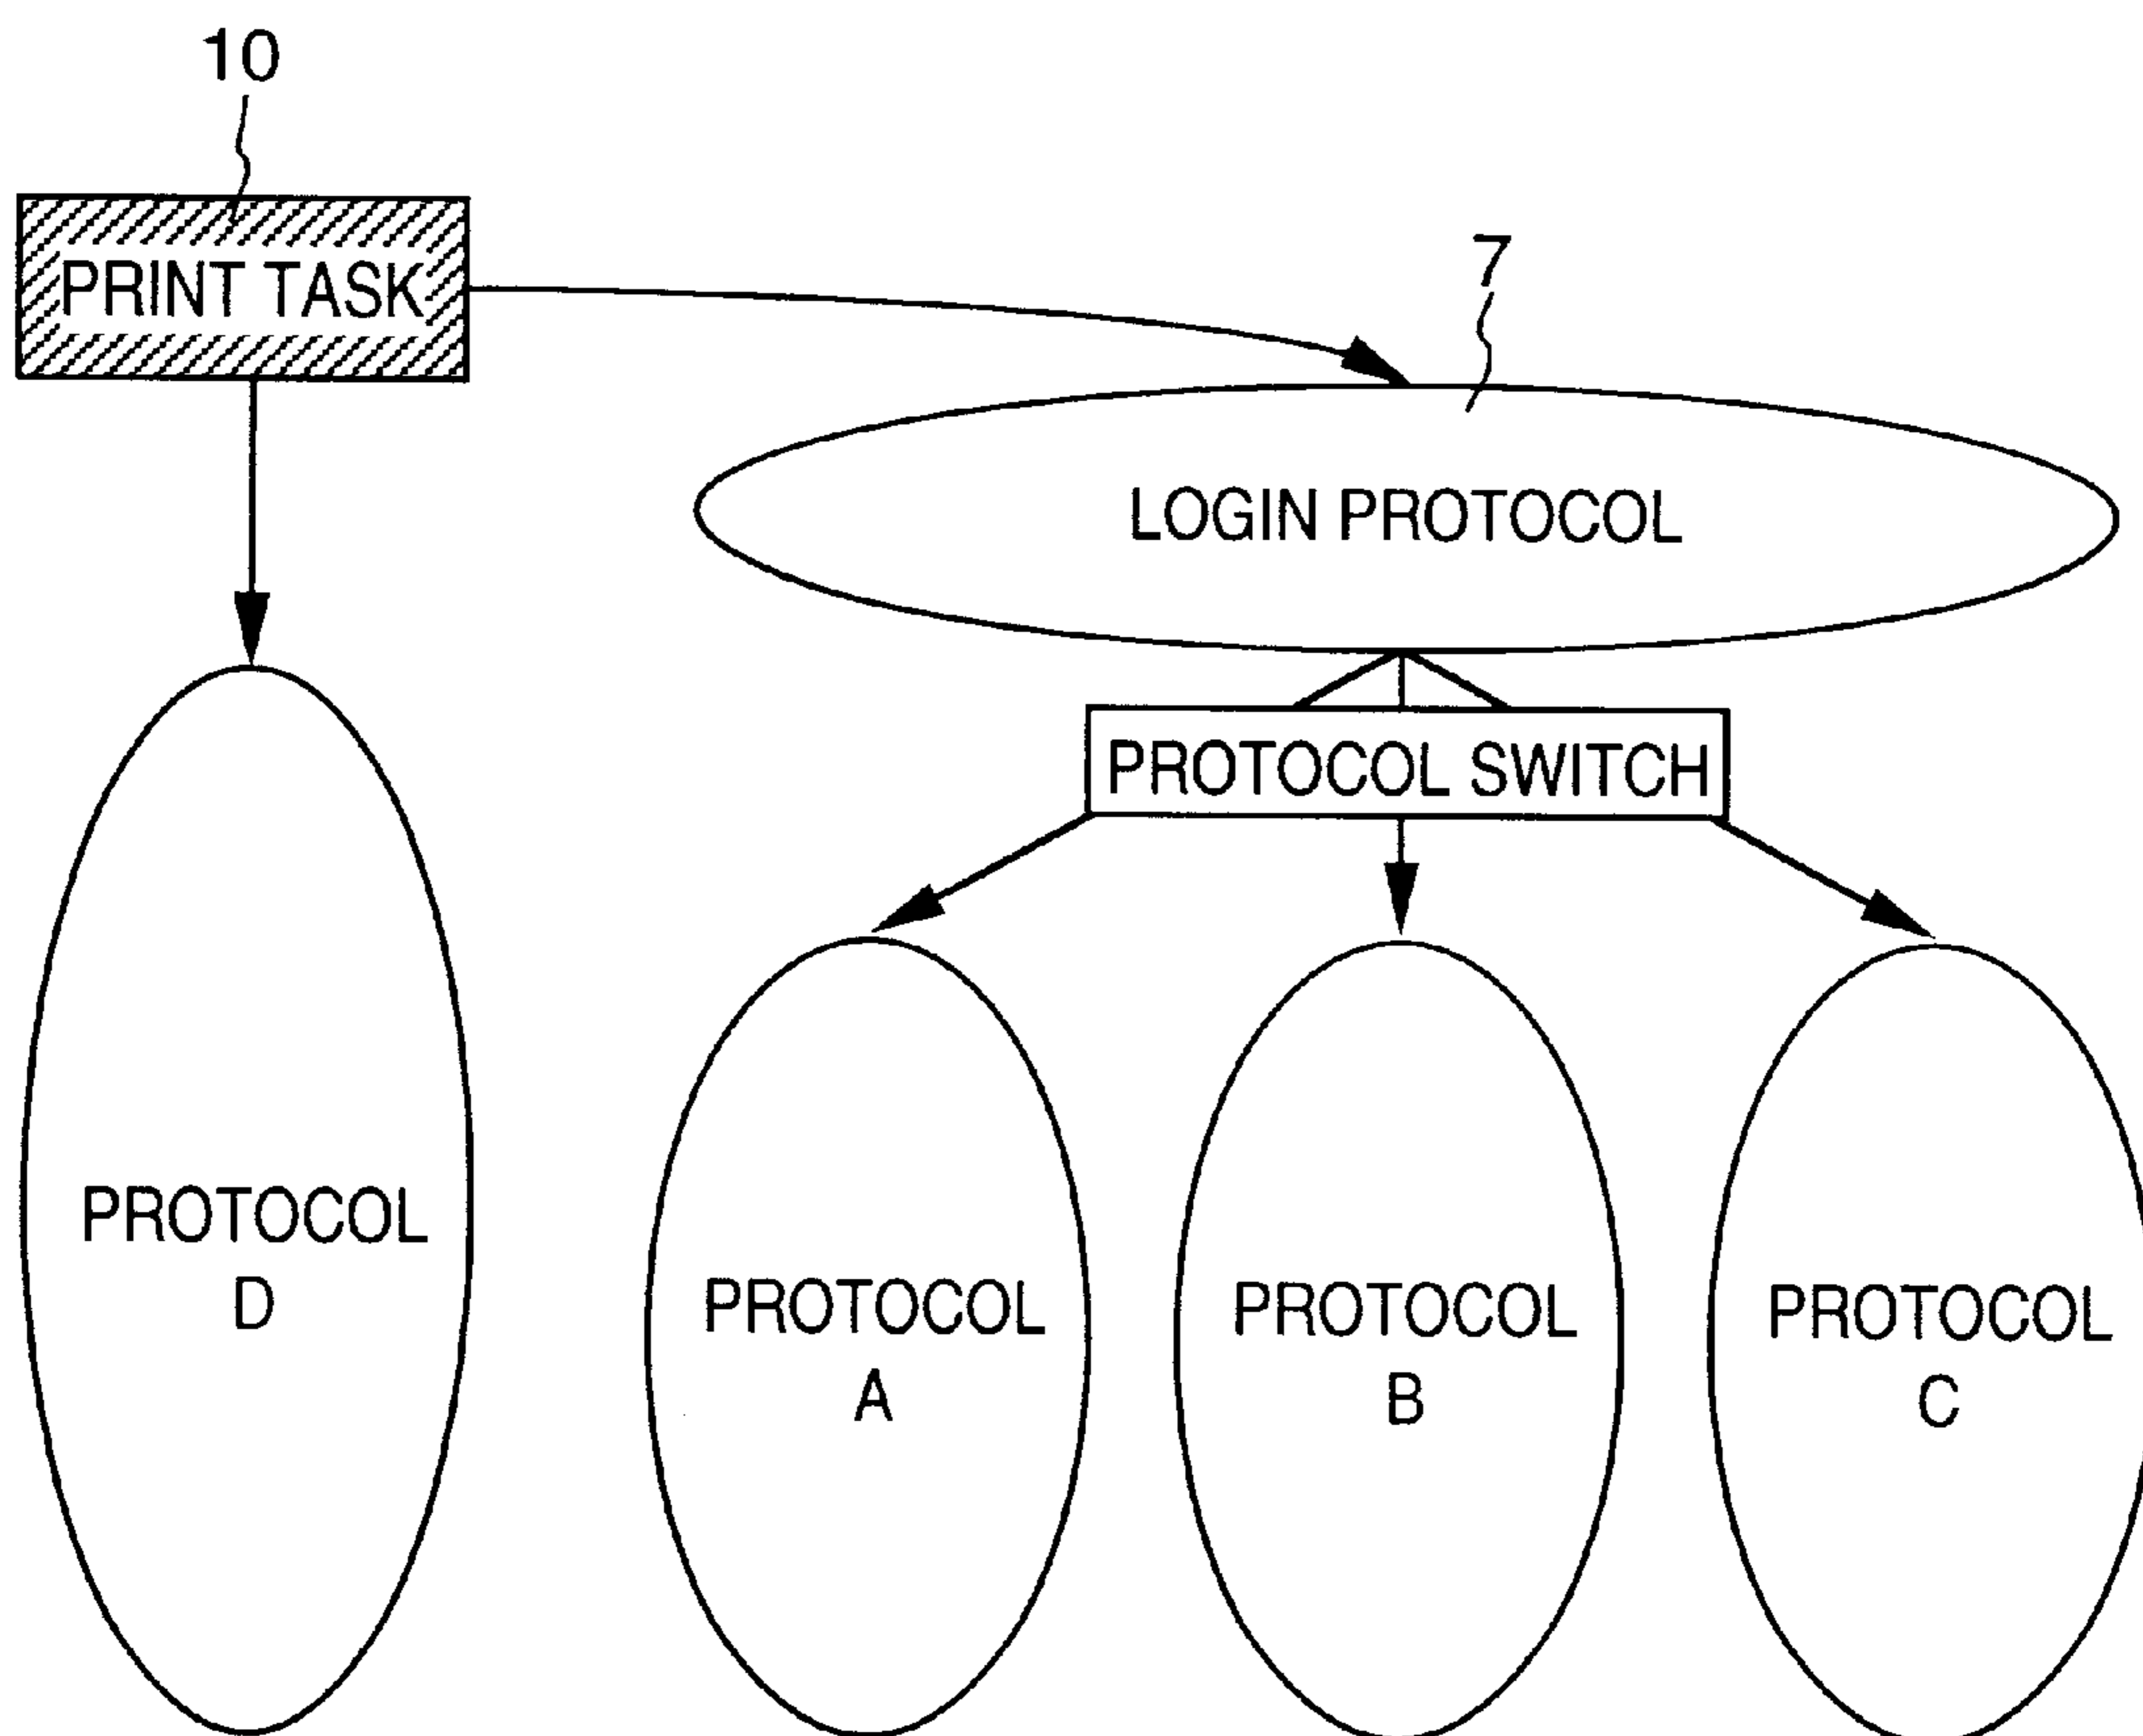 10
PRINT TASK
7
LOGIN PROTOCOL
PROTOCOL SWITCH
PROTOCOL
D
PROTOCOL
A
PROTOCOL
B
PROTOCOL
C